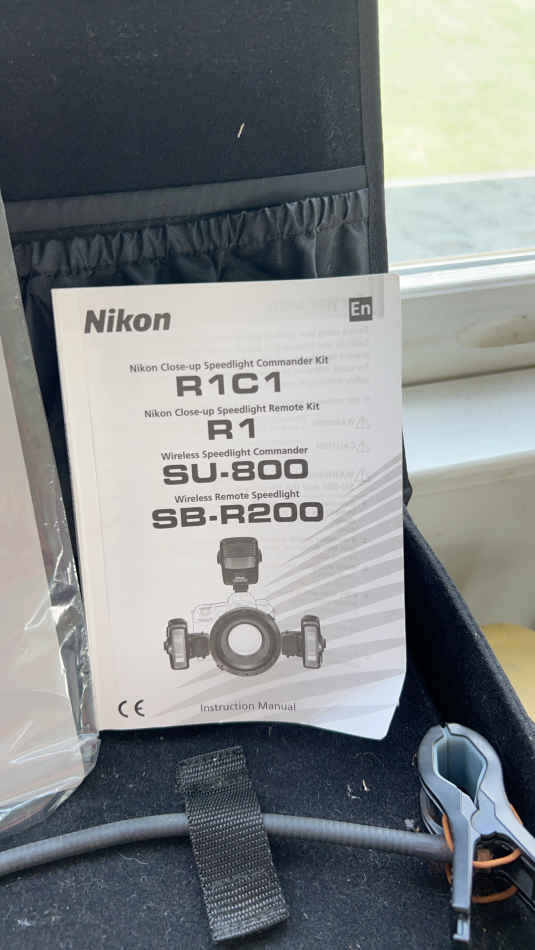 Nikon En
Nikon Close-up Speedlight Commander Kit
R1C1
Nikon Close-up Speedlight Remote Kit
R1
Wireless Speedlight Commander
SU-800
Wireless Remote Speedlight
SB-R200
Nikon
CE
Instruction Manual